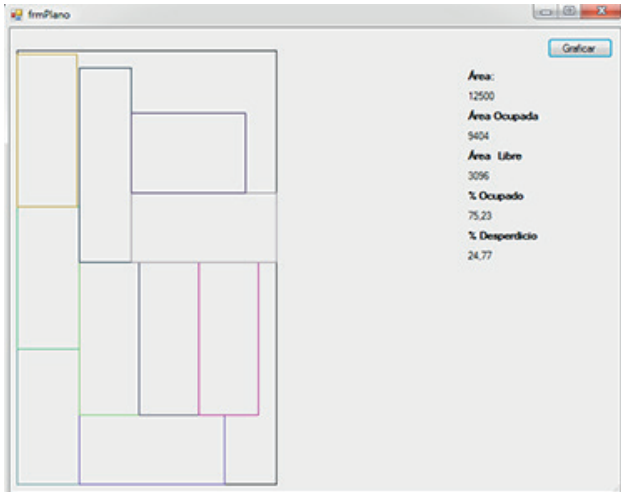 frmPlano
Graficar
Área:
12500
Área Ocupada
9404
Área Libre
3096
% Ocupado
75,23
% Desperdicio
24,77